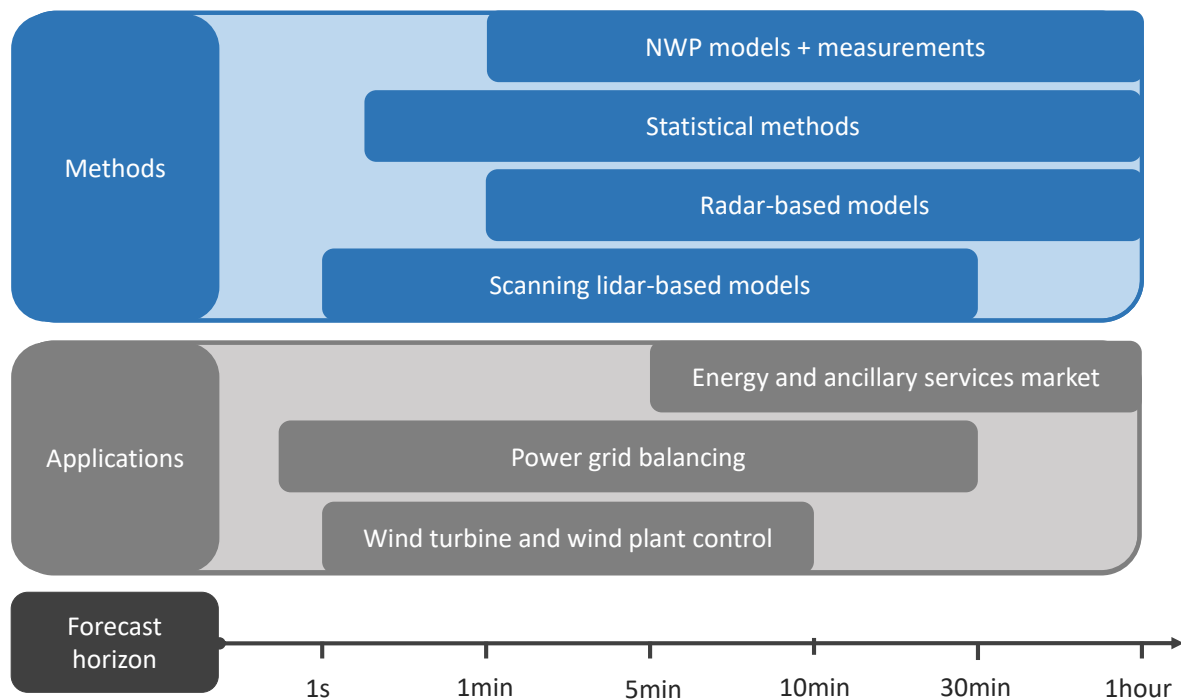 NWP models + measurements
Statistical methods
Methods
Radar-based models
Scanning lidar-based models
Energy and ancillary services market
Applications
Power grid balancing
Wind turbine and wind plant control
Forecast
horizon
1s
1min
5min
10min
30min
1hour